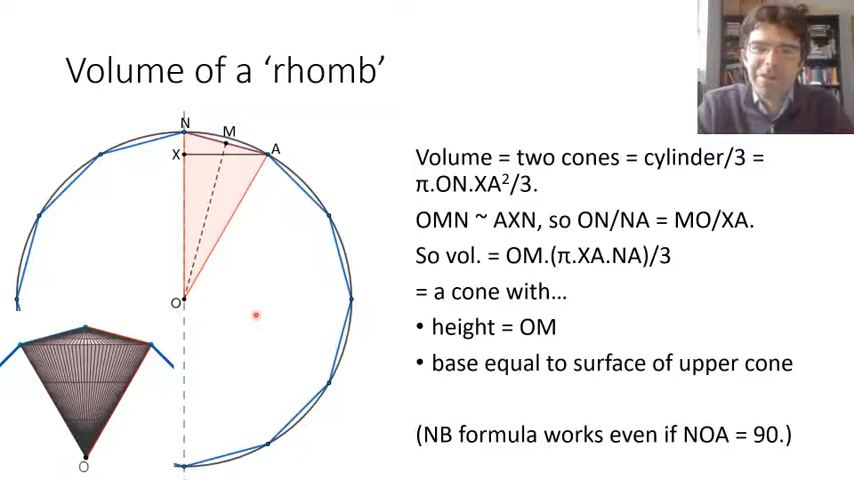 Volume of a ‘rhomb’
N
M
X
A
O
O
Volume = two cones = cylinder/3 =
π.ON.XA²/3.
OMN ~ AXN, so ON/NA = MO/XA.
So vol. = OM.(π.XA.NA)/3
= a cone with…
• height = OM
• base equal to surface of upper cone
(NB formula works even if NOA = 90.)